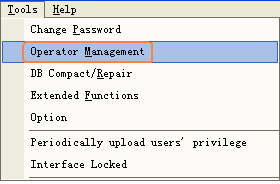 Tools Help
Change Password
Operator Management
DB Compact/Repair
Extended Functions
Option
Periodically upload users' privilege
Interface Locked